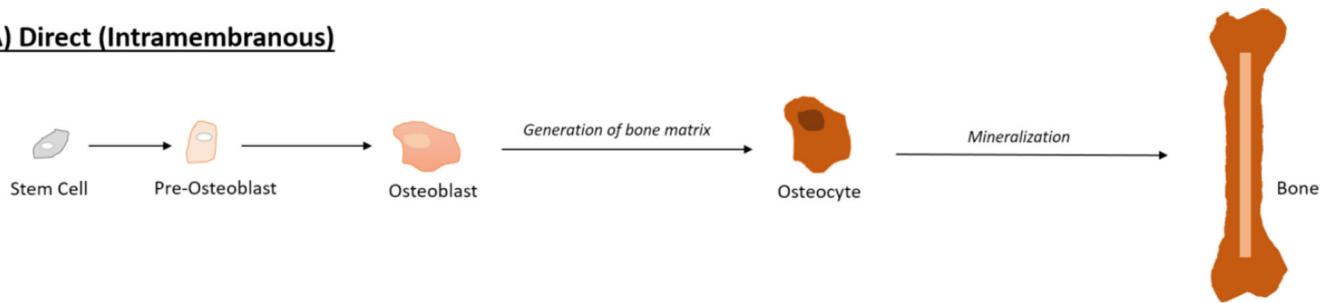 A) Direct (Intramembranous)
Generation of bone matrix
Mineralization
Stem Cell
Pre-Osteoblast
Osteoblast
Osteocyte
Bone